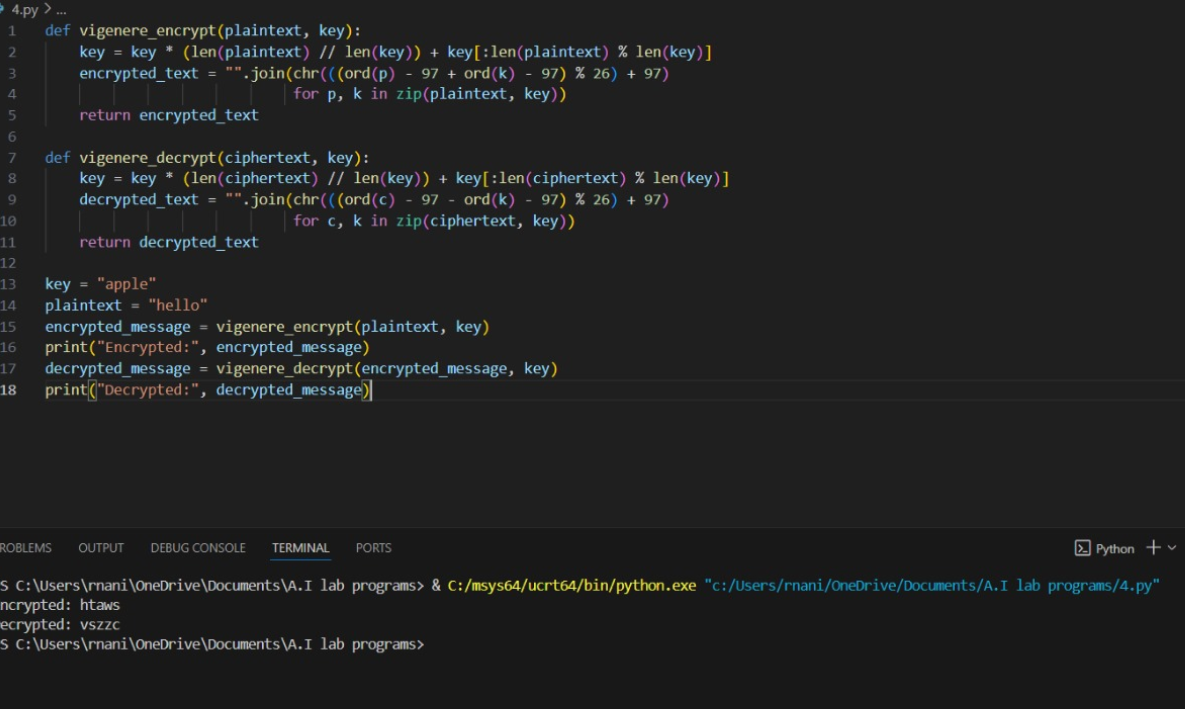 4.py > ...
1 def vigenere_encrypt(plaintext, key):
2 key = key * (len(plaintext) // len(key)) + key[:len(plaintext) % len(key)]
3 encrypted_text = "".join(chr(((ord(p) - 97 + ord(k) - 97) % 26) + 97)
4 for p, k in zip(plaintext, key))
5 return encrypted_text
6
7 def vigenere_decrypt(ciphertext, key):
8 key = key * (len(ciphertext) // len(key)) + key[:len(ciphertext) % len(key)]
9 decrypted_text = "".join(chr(((ord(c) - 97 - ord(k) - 97) % 26) + 97)
10 for c, k in zip(ciphertext, key))
11 return decrypted_text
12
13 key = "apple"
14 plaintext = "hello"
15 encrypted_message = vigenere_encrypt(plaintext, key)
16 print("Encrypted:", encrypted_message)
17 decrypted_message = vigenere_decrypt(encrypted_message, key)
18 print("Decrypted:", decrypted_message)
ROBLEMS OUTPUT DEBUG CONSOLE TERMINAL PORTS Python
S C:\Users\rnani\OneDrive\Documents\A.I lab programs> & C:/msys64/ucrt64/bin/python.exe "c:/Users/rnani/OneDrive/Documents/A.I lab programs/4.py"
ncrypted: htaws
ecrypted: vszzc
S C:\Users\rnani\OneDrive\Documents\A.I lab programs>